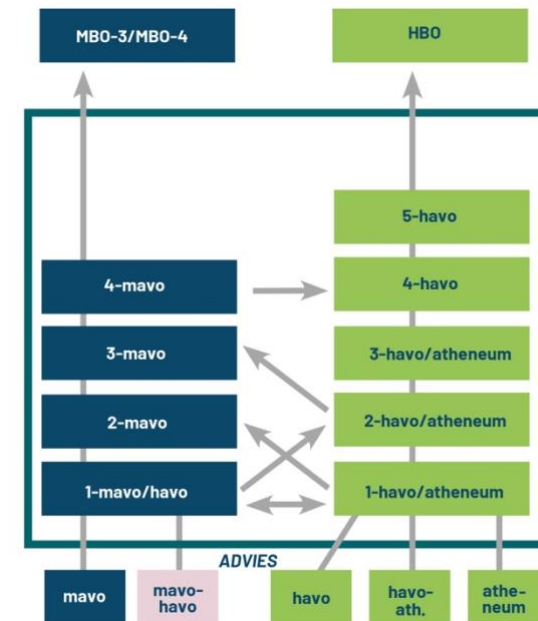 MBO-3/MBO-4
HBO
5-havo
4-mavo
4-havo
3-mavo
3-havo/atheneum
2-mavo
2-havo/atheneum
1-mavo/havo
1-havo/atheneum
ADVIES
mavo
mavo-
havo
havo
havo-
ath.
athe-
neum